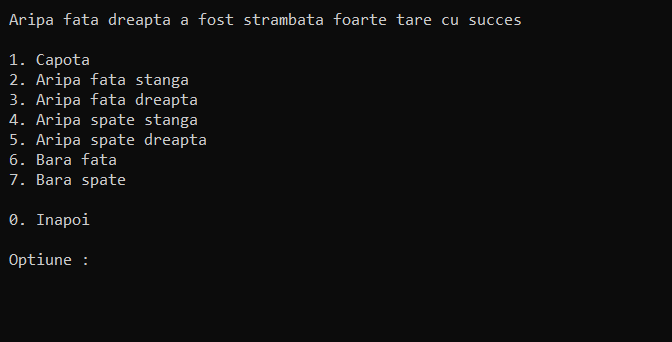 Aripa fata dreapta a fost strambata foarte tare cu succes
1. Capota
2. Aripa fata stanga
3. Aripa fata dreapta
4. Aripa spate stanga
5. Aripa spate dreapta
6. Bara fata
7. Bara spate
0. Inapoi
Optiune :